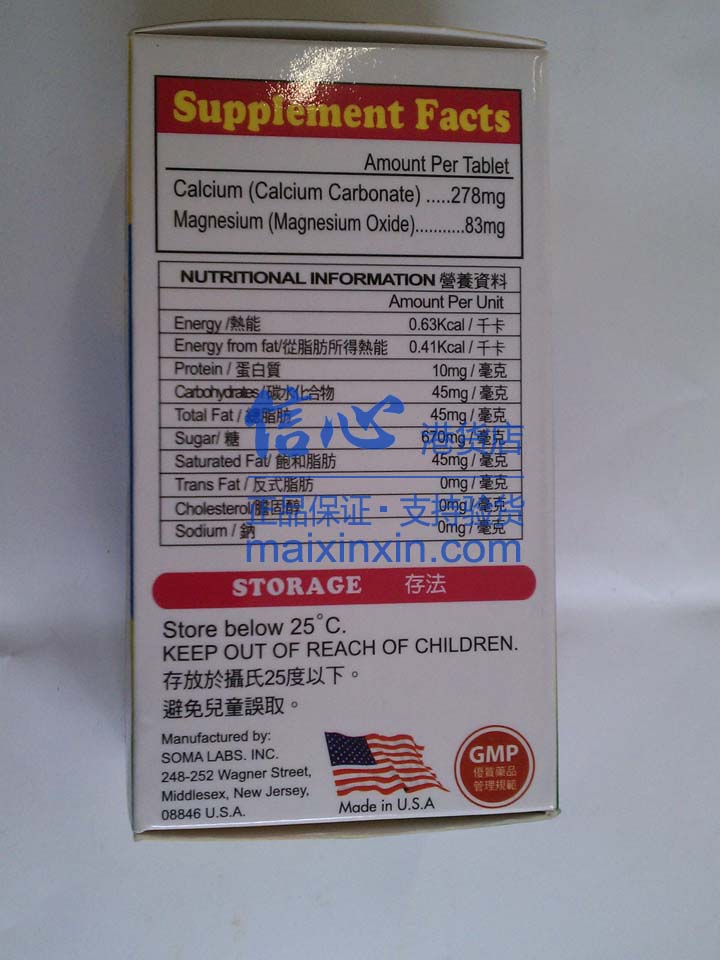 Supplement Facts
Amount Per Tablet
Calcium (Calcium Carbonate) .....278mg
Magnesium (Magnesium Oxide)...........83mg
NUTRITIONAL INFORMATION 營養資料
Amount Per Unit
Energy /熱能 0.63Kcal / 千卡
Energy from fat/從脂肪所得熱能 0.41Kcal / 千卡
Protein / 蛋白質 10mg / 毫克
Carbohydrates/碳水化合物 45mg / 毫克
Total Fat / 總脂肪 45mg / 毫克
Sugar/ 糖 670mg / 毫克
Saturated Fat/ 飽和脂肪 45mg / 毫克
Trans Fat / 反式脂肪 0mg / 毫克
Cholesterol/膽固醇 0mg / 毫克
Sodium / 鈉 0mg / 毫克
信心 港货店
正品保证·支持验货
maixinxin.com
STORAGE 存法
Store below 25°C.
KEEP OUT OF REACH OF CHILDREN.
存放於攝氏25度以下。
避免兒童誤取。
Manufactured by:
SOMA LABS. INC.
248-252 Wagner Street,
Middlesex, New Jersey,
08846 U.S.A.
Made in U.S.A
GMP
優質藥品
管理規範